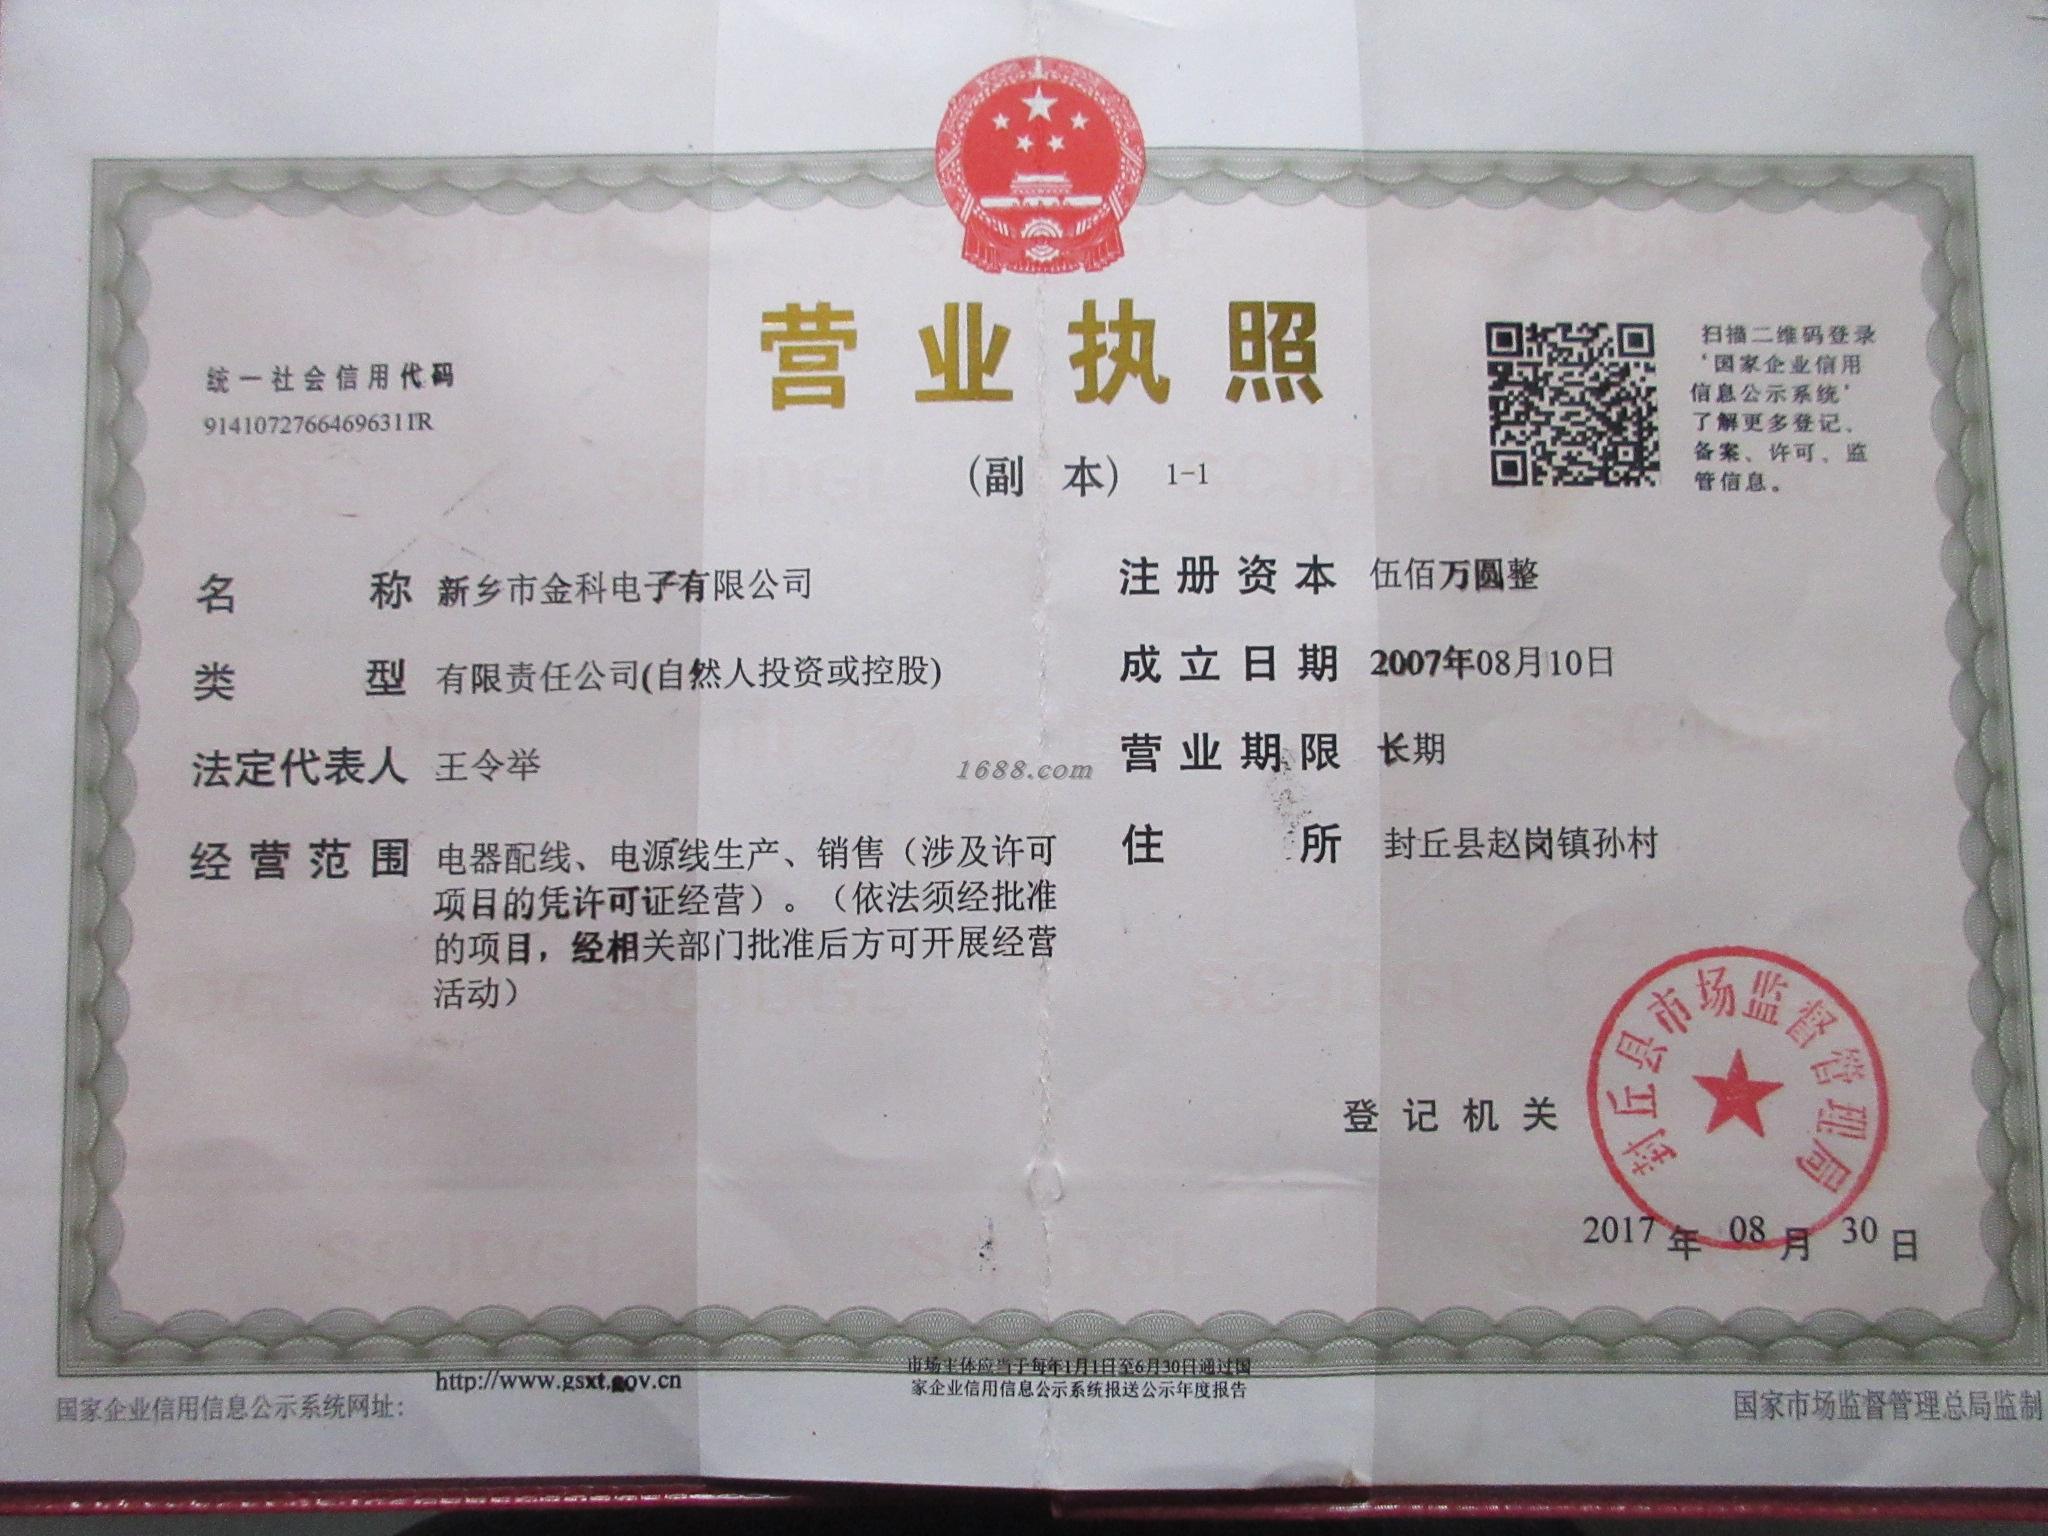 营业执照
(副 本) 1-1
统一社会信用代码
914107276646963​11R
扫描二维码登录
‘国家企业信用
信息公示系统’
了解更多登记、
备案、许可、监
管信息。
名 称 新乡市金科电子有限公司
类 型 有限责任公司(自然人投资或控股)
法定代表人 王令举
经营范围 电器配线、电源线生产、销售（涉及许可
项目的凭许可证经营）。（依法须经批准
的项目，经相关部门批准后方可开展经营
活动）
注册资本 伍佰万圆整
成立日期 2007年08月10日
营业期限 长期
住 所 封丘县赵岗镇孙村
1688.com
登记机关
封丘县市场监督管理局
2017 年 08 月 30 日
国家企业信用信息公示系统网址: http://www.gsxt.gov.cn
市场主体应当于每年1月1日至6月30日通过国
家企业信用信息公示系统报送公示年度报告
国家市场监督管理总局监制